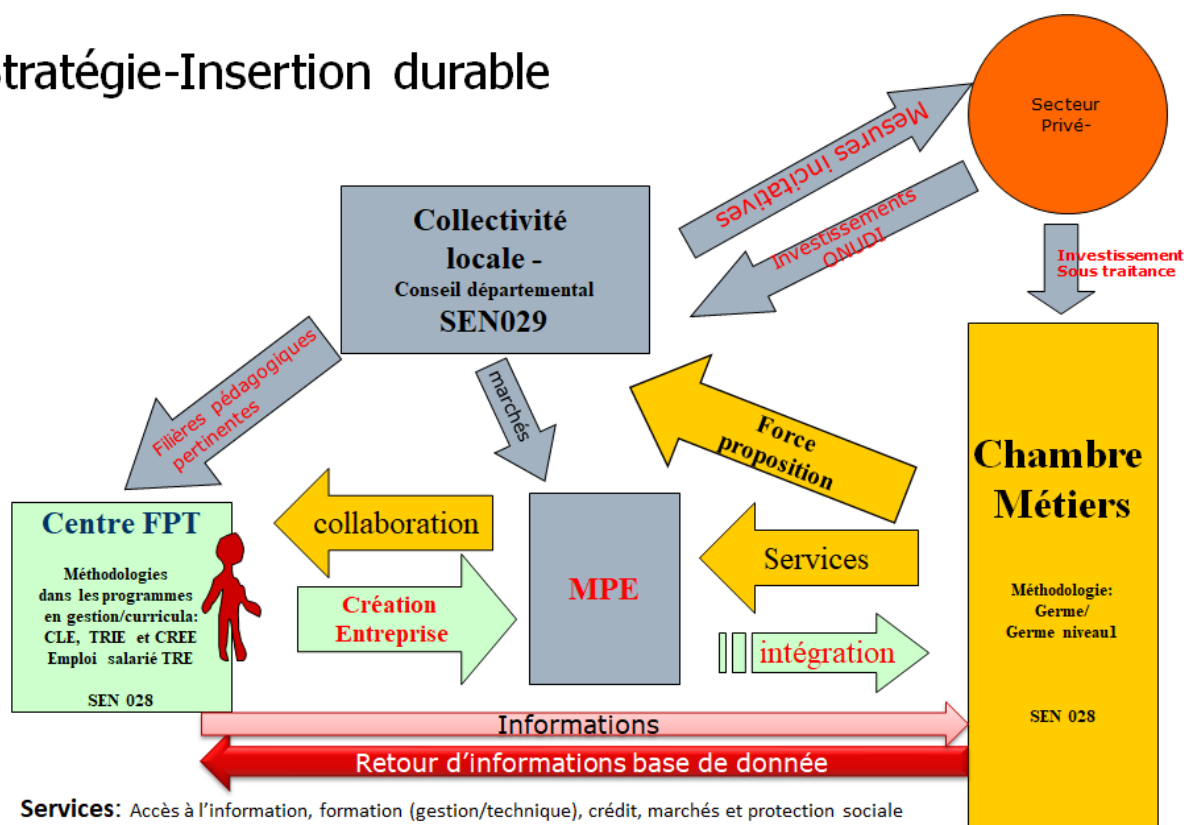 tratégie-Insertion durable
Secteur
Privé-
Mesures incitatives
Investissements
ONUDI
Investissement
Sous traitance
Collectivité
locale -
Conseil départemental
SEN029
Filières pédagogiques
pertinentes
marchés
Force
proposition
Chambre
Métiers
Méthodologie:
Germe/
Germe niveau1
SEN 028
Centre FPT
Méthodologies
dans les programmes
en gestion/curricula:
CLE, TRIE et CREE
Emploi salarié TRE
SEN 028
collaboration
Création
Entreprise
MPE
Services
intégration
Informations
Retour d'informations base de donnée
Services: Accès à l'information, formation (gestion/technique), crédit, marchés et protection sociale